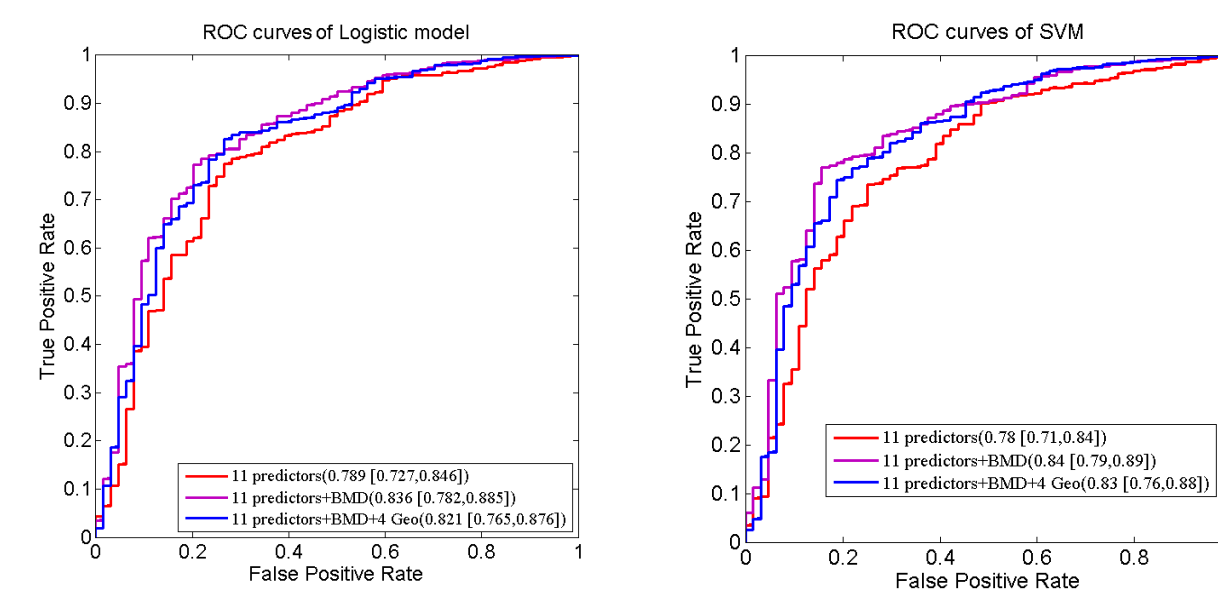 ROC curves of Logistic model
1
0.9
0.8
0.7
0.6
0.5
0.4
0.3
0.2
0.1
0
True Positive Rate
11 predictors(0.789 [0.727,0.846])
11 predictors+BMD(0.836 [0.782,0.885])
11 predictors+BMD+4 Geo(0.821 [0.765,0.876])
0 0.2 0.4 0.6 0.8 1
False Positive Rate
ROC curves of SVM
1
0.9
0.8
0.7
0.6
0.5
0.4
0.3
0.2
0.1
0
True Positive Rate
11 predictors(0.78 [0.71,0.84])
11 predictors+BMD(0.84 [0.79,0.89])
11 predictors+BMD+4 Geo(0.83 [0.76,0.88])
0 0.2 0.4 0.6 0.8
False Positive Rate